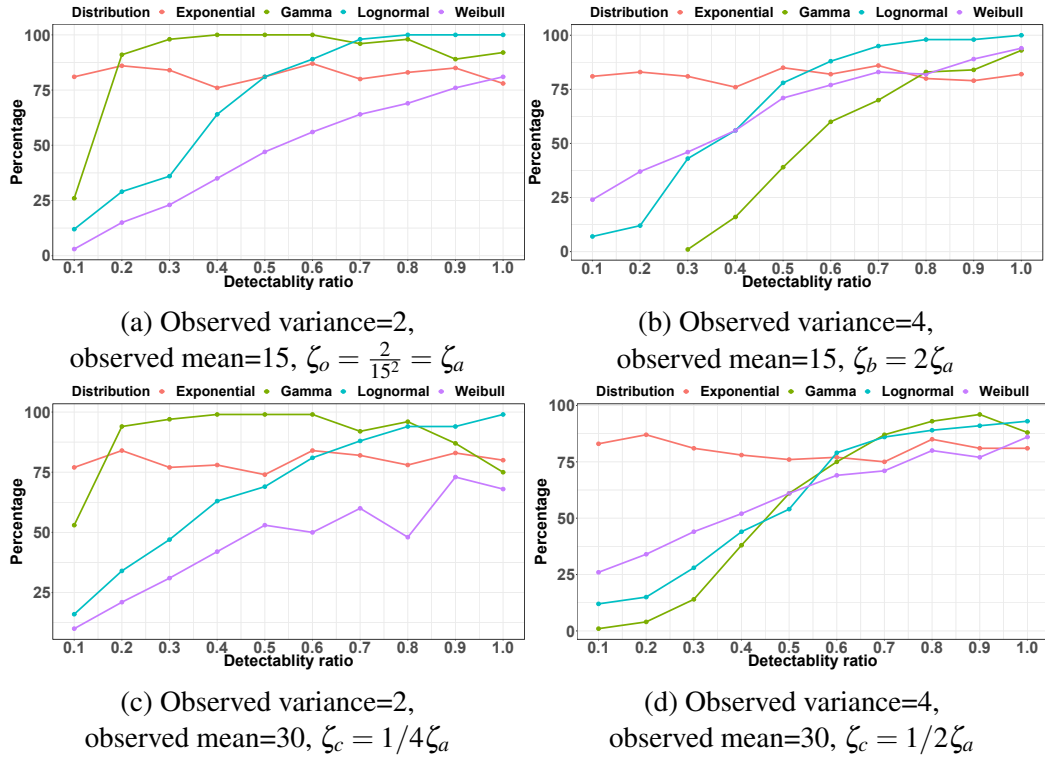 Distribution Exponential Gamma Lognormal Weibull
100
75
50
25
0
Percentage
0.1 0.2 0.3 0.4 0.5 0.6 0.7 0.8 0.9 1.0
Detectablity ratio
(a) Observed variance=2,
observed mean=15, ζₒ = 2/15² = ζₐ
Distribution Exponential Gamma Lognormal Weibull
100
75
50
25
0
Percentage
0.1 0.2 0.3 0.4 0.5 0.6 0.7 0.8 0.9 1.0
Detectablity ratio
(b) Observed variance=4,
observed mean=15, ζ_b = 2ζₐ
Distribution Exponential Gamma Lognormal Weibull
100
75
50
25
Percentage
0.1 0.2 0.3 0.4 0.5 0.6 0.7 0.8 0.9 1.0
Detectablity ratio
(c) Observed variance=2,
observed mean=30, ζ_c = 1/4ζₐ
Distribution Exponential Gamma Lognormal Weibull
100
75
50
25
0
Percentage
0.1 0.2 0.3 0.4 0.5 0.6 0.7 0.8 0.9 1.0
Detectablity ratio
(d) Observed variance=4,
observed mean=30, ζ_c = 1/2ζₐ